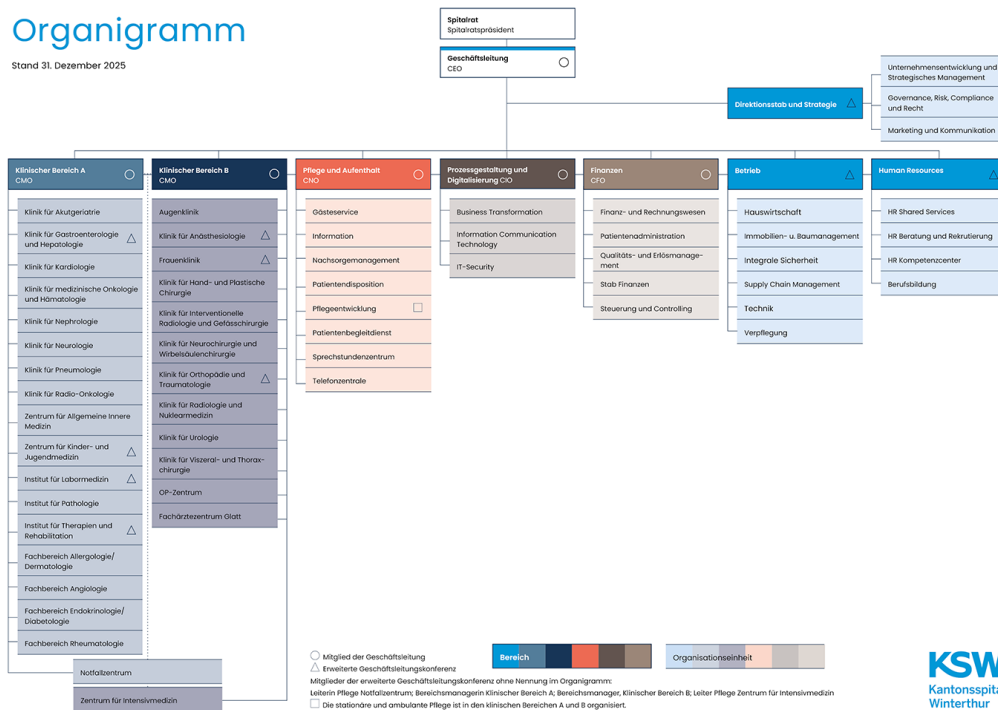 Organigramm
Stand 31. Dezember 2025
Spitalrat
Spitalratspräsident
Geschäftsleitung
CEO
Direktionsstab und Strategie
Unternehmensentwicklung und
Strategisches Management
Governance, Risk, Compliance
und Recht
Marketing und Kommunikation
Klinischer Bereich A
CMO
Klinik für Akutgeriatrie
Klinik für Gastroenterologie
und Hepatologie
Klinik für Kardiologie
Klinik für medizinische Onkologie
und Hämatologie
Klinik für Nephrologie
Klinik für Neurologie
Klinik für Pneumologie
Klinik für Radio-Onkologie
Zentrum für Allgemeine Innere
Medizin
Zentrum für Kinder- und
Jugendmedizin
Institut für Labormedizin
Institut für Pathologie
Institut für Therapien und
Rehabilitation
Fachbereich Allergologie/
Dermatologie
Fachbereich Angiologie
Fachbereich Endokrinologie/
Diabetologie
Fachbereich Rheumatologie
Notfallzentrum
Zentrum für Intensivmedizin
Klinischer Bereich B
CMO
Augenklinik
Klinik für Anästhesiologie
Frauenklinik
Klinik für Hand- und Plastische
Chirurgie
Klinik für Interventionelle
Radiologie und Gefässchirurgie
Klinik für Neurochirurgie und
Wirbelsäulenchirurgie
Klinik für Orthopädie und
Traumatologie
Klinik für Radiologie und
Nuklearmedizin
Klinik für Urologie
Klinik für Viszeral- und Thorax-
chirurgie
OP-Zentrum
Fachärztezentrum Glatt
Pflege und Aufenthalt
CNO
Gästeservice
Information
Nachsorgemanagement
Patientendisposition
Pflegeentwicklung
Patientenbegleitdienst
Sprechstundenzentrum
Telefonzentrale
Prozessgestaltung und
Digitalisierung CIO
Business Transformation
Information Communication
Technology
IT-Security
Finanzen
CFO
Finanz- und Rechnungswesen
Patientenadministration
Qualitäts- und Erlösmanage-
ment
Stab Finanzen
Steuerung und Controlling
Betrieb
Hauswirtschaft
Immobilien- u. Baumanagement
Integrale Sicherheit
Supply Chain Management
Technik
Verpflegung
Human Resources
HR Shared Services
HR Beratung und Rekrutierung
HR Kompetenzcenter
Berufsbildung
Mitglied der Geschäftsleitung
Erweiterte Geschäftsleitungskonferenz
Bereich
Organisationseinheit
Mitglieder der erweiterte Geschäftsleitungskonferenz ohne Nennung im Organigramm:
Leiterin Pflege Notfallzentrum; Bereichsmanagerin Klinischer Bereich A; Bereichsmanager, Klinischer Bereich B; Leiter Pflege Zentrum für Intensivmedizin
Die stationäre und ambulante Pflege ist in den klinischen Bereichen A und B organisiert.
KSW
Kantonsspita
Winterthur